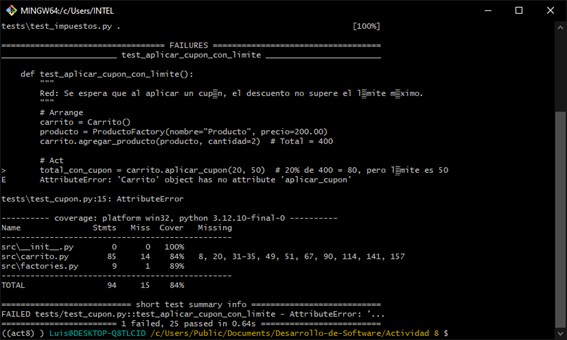 MINGW64:/c/Users/INTEL
tests\test_impuestos.py . [100%]
================================== FAILURES ===================================
_______________________ test_aplicar_cupon_con_limite _______________________
def test_aplicar_cupon_con_limite():
"""
Red: Se espera que al aplicar un cup▒n, el descuento no supere el l▒mite m▒ximo.
"""
# Arrange
carrito = Carrito()
producto = ProductoFactory(nombre="Producto", precio=200.00)
carrito.agregar_producto(producto, cantidad=2) # Total = 400
# Act
> total_con_cupon = carrito.aplicar_cupon(20, 50) # 20% de 400 = 80, pero l▒mite es 50
E AttributeError: 'Carrito' object has no attribute 'aplicar_cupon'
tests\test_cupon.py:15: AttributeError
---------- coverage: platform win32, python 3.12.10-final-0 ----------
Name Stmts Miss Cover Missing
------------------------------------------------
src\__init__.py 0 0 100%
src\carrito.py 85 14 84% 8, 20, 31-35, 49, 51, 67, 90, 114, 141, 157
src\factories.py 9 1 89%
------------------------------------------------
TOTAL 94 15 84%
=========================== short test summary info ===========================
FAILED tests/test_cupon.py::test_aplicar_cupon_con_limite - AttributeError: '...
======================== 1 failed, 25 passed in 0.64s =========================
((act8) ) Luis@DESKTOP-Q8TLCID /c/Users/Public/Documents/Desarrollo-de-Software/Actividad 8 $